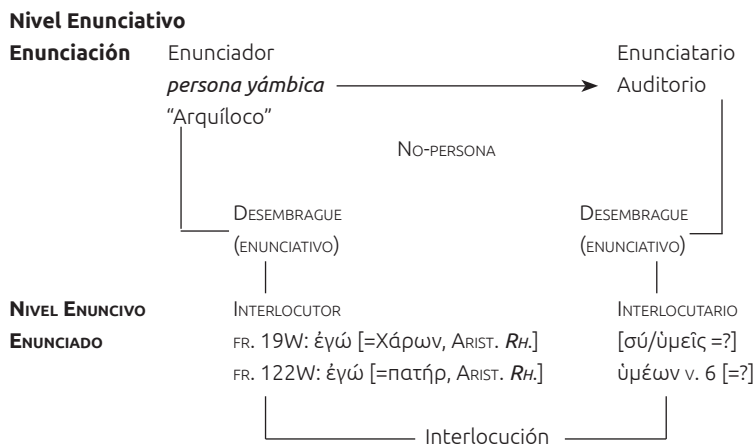 Nivel Enunciativo
Enunciación Enunciador Enunciatario
persona yámbica Auditorio
“Arquíloco”
No-persona
Desembrague Desembrague
(enunciativo) (enunciativo)
Nivel Enuncivo Interlocutor Interlocutario
Enunciado fr. 19W: ἐγώ [=Χάρων, Arist. Rh.] [σύ/ὑμεῖς =?]
fr. 122W: ἐγώ [=πατήρ, Arist. Rh.] ὑμέων v. 6 [=?]
Interlocución